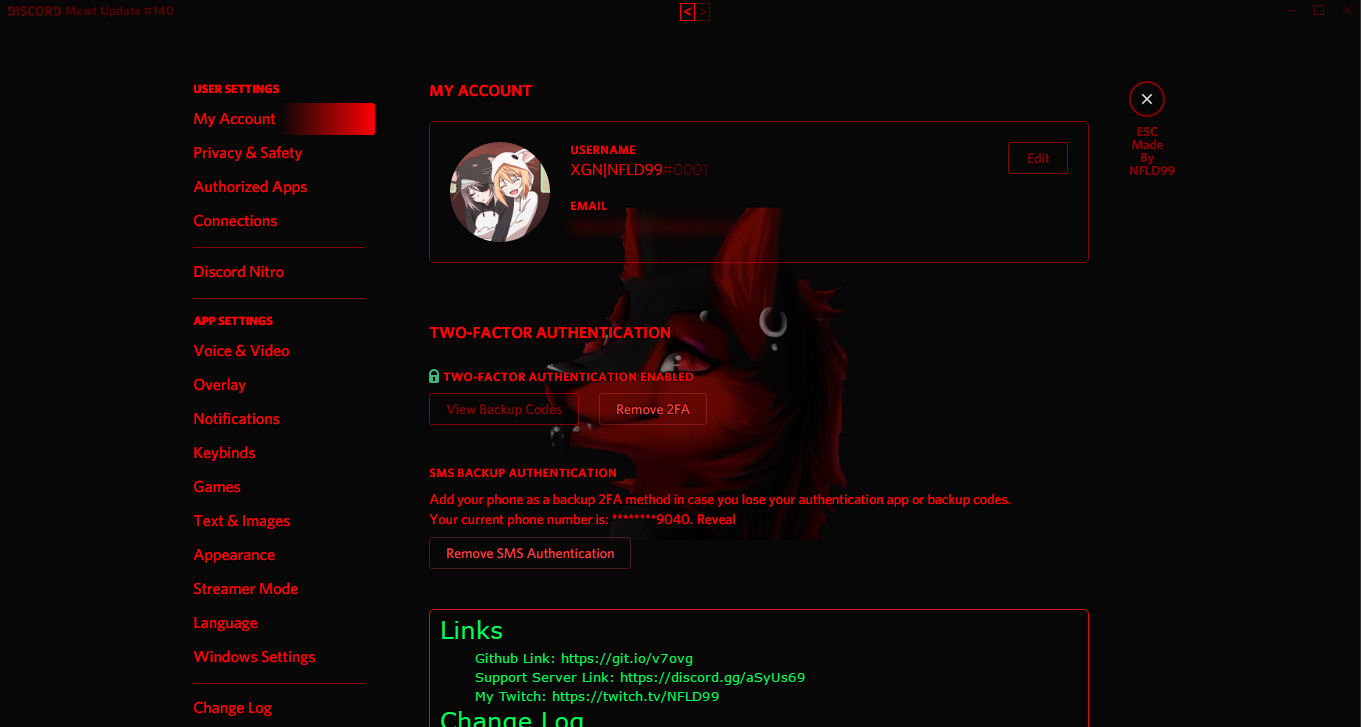 DISCORD Mewt Update #140
< >
USER SETTINGS
My Account
Privacy & Safety
Authorized Apps
Connections
Discord Nitro
APP SETTINGS
Voice & Video
Overlay
Notifications
Keybinds
Games
Text & Images
Appearance
Streamer Mode
Language
Windows Settings
Change Log
MY ACCOUNT
USERNAME
XGN|NFLD99#0001
Edit
EMAIL
TWO-FACTOR AUTHENTICATION
TWO-FACTOR AUTHENTICATION ENABLED
View Backup Codes Remove 2FA
SMS BACKUP AUTHENTICATION
Add your phone as a backup 2FA method in case you lose your authentication app or backup codes.
Your current phone number is: ********9040. Reveal
Remove SMS Authentication
Links
Github Link: https://git.io/v7ovg
Support Server Link: https://discord.gg/aSyUs69
My Twitch: https://twitch.tv/NFLD99
Change Log
ESC
Made
By
NFLD99